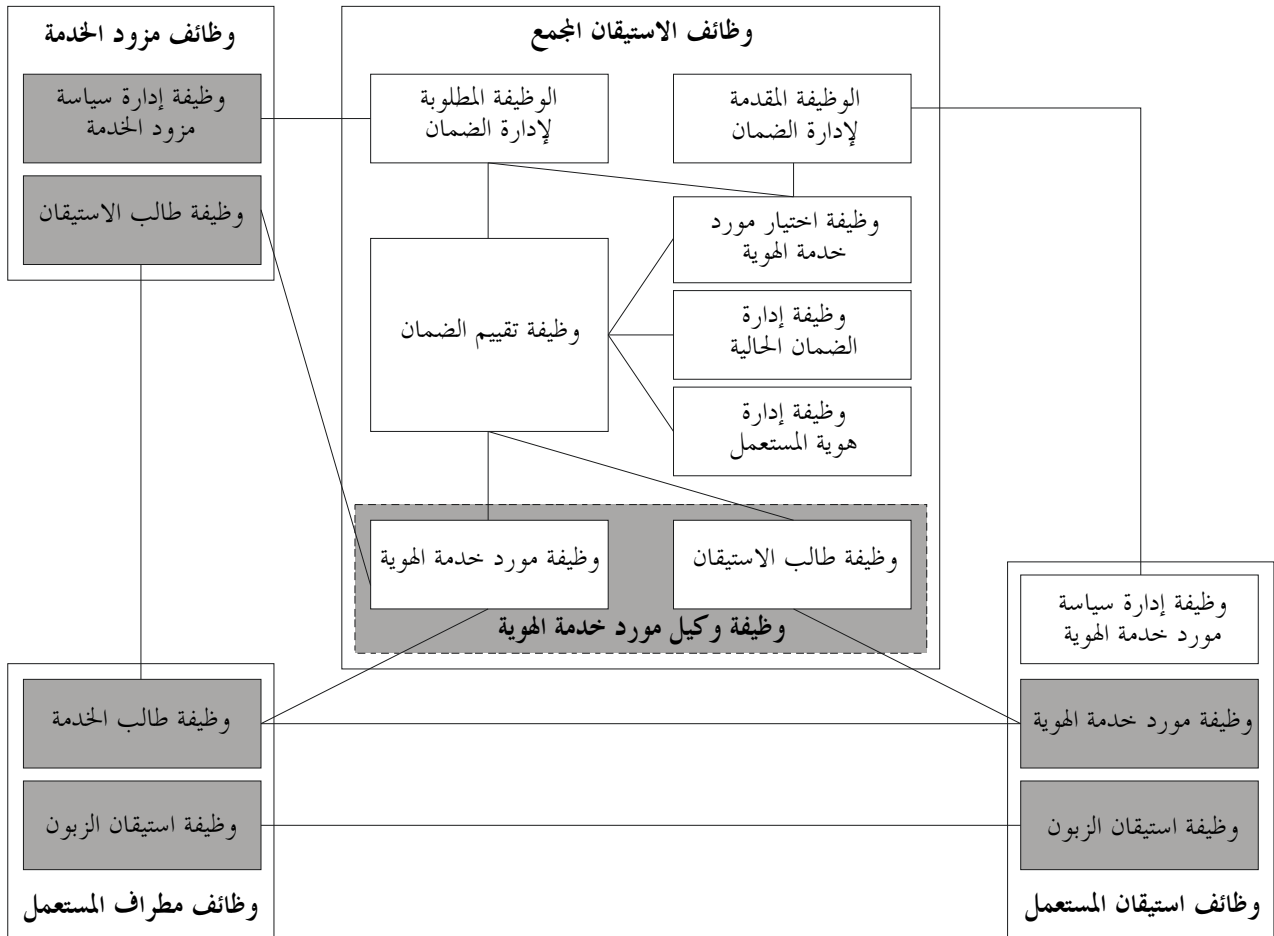 وظائف مزود الخدمة
وظيفة إدارة سياسة
مزود الخدمة
وظيفة طالب الاستيقان
وظائف الاستيقان المجمع
الوظيفة المقدمة
لإدارة الضمان
الوظيفة المطلوبة
لإدارة الضمان
وظيفة اختيار مورد
خدمة الهوية
وظيفة إدارة
الضمان الحالية
وظيفة إدارة
هوية المستعمل
وظيفة تقييم الضمان
وظيفة طالب الاستيقان
وظيفة مورد خدمة الهوية
وظيفة وكيل مورد خدمة الهوية
وظيفة إدارة سياسة
مورد خدمة الهوية
وظيفة مورد خدمة الهوية
وظيفة استيقان الزبون
وظائف استيقان المستعمل
وظيفة طالب الخدمة
وظيفة استيقان الزبون
وظائف مطراف المستعمل